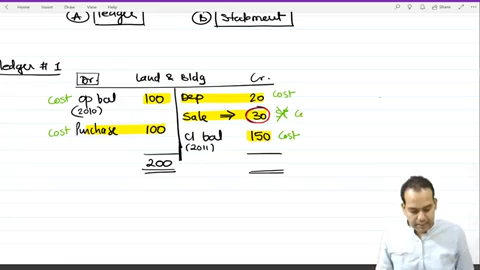 File Home Insert Draw View Help
A ledger B Statement
ledger # 1
Dr. Land & Bldg Cr.
Cost op bal 100 Dep 20 Cost
(2010) Sale ⇒ 30
Cost Purchase 100 cl bal 150 Cost
(2011)
200